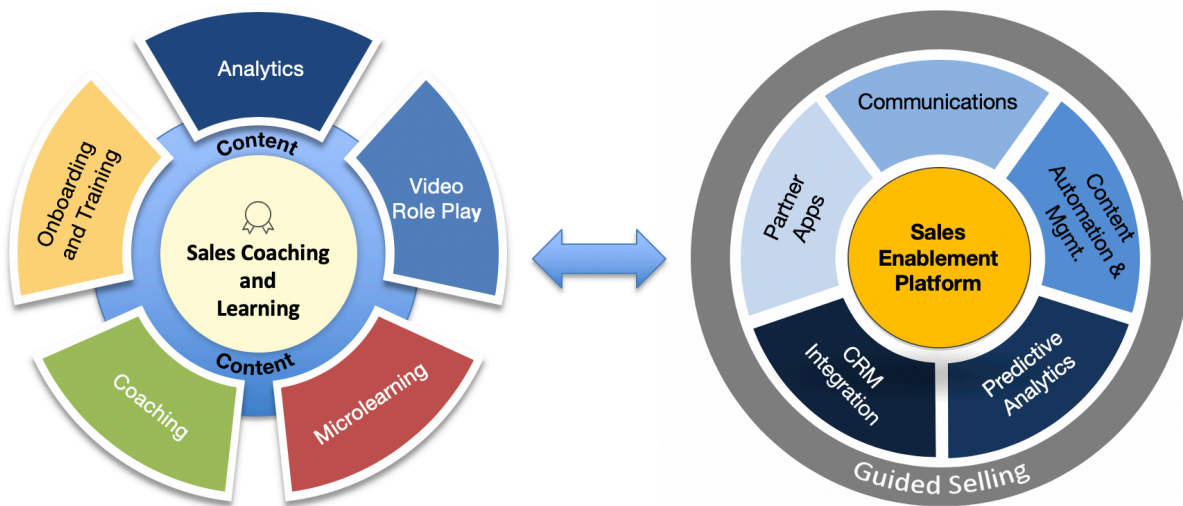 Analytics
Content
Video
Role Play
Onboarding
and Training
Sales Coaching
and
Learning
Content
Coaching
Microlearning
Communications
Partner
Apps
Content
Automation &
Mgmt.
Sales
Enablement
Platform
CRM
Integration
Predictive
Analytics
Guided Selling